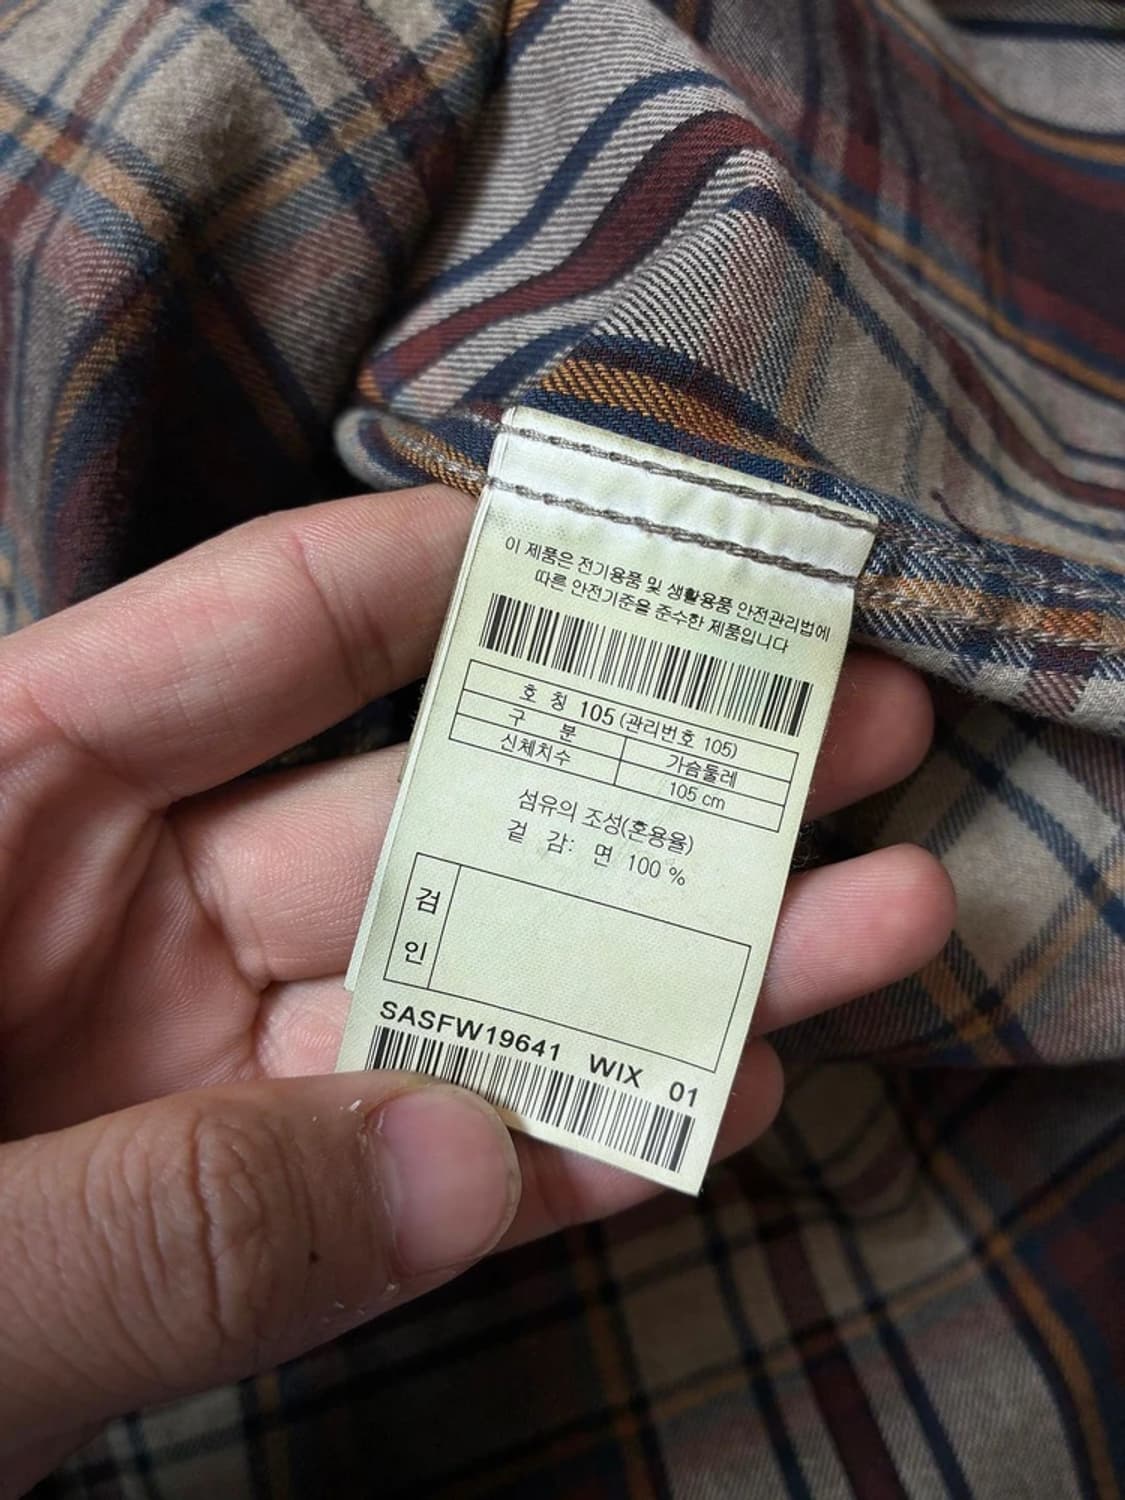 이 제품은 전기용품 및 생활용품 안전관리법에
따른 안전기준을 준수한 제품입니다
호 칭 105 (관리번호 105)
구 분 가슴둘레
신체치수 105 cm
섬유의 조성(혼용율)
겉 감: 면 100 %
검
인
SASFW19641 WIX 01